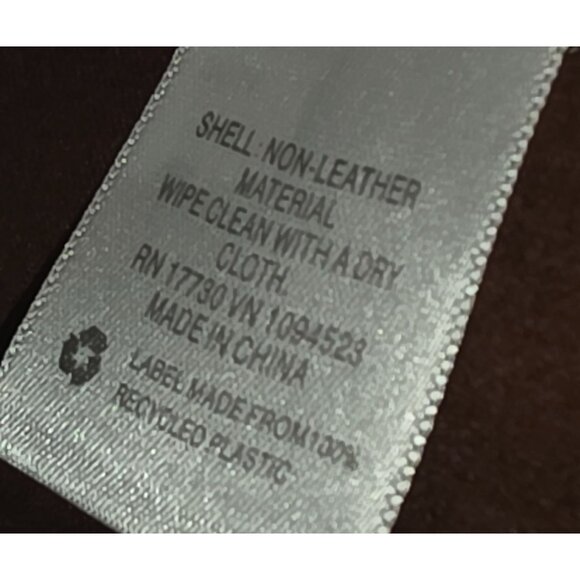 SHELL: NON-LEATHER
MATERIAL
WIPE CLEAN WITH A DRY
CLOTH.
RN 17730 VN 1094523
MADE IN CHINA
LABEL MADE FROM 100%
RECYCLED PLASTIC